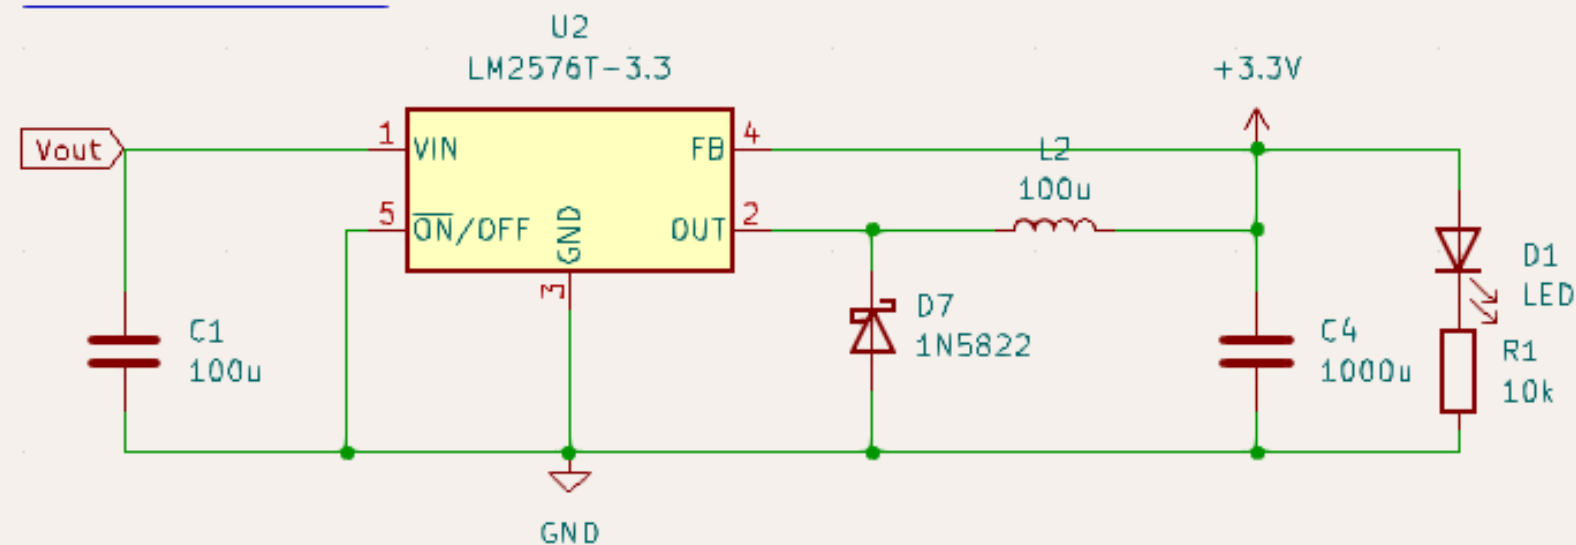 U2
LM2576T-3.3
+3.3V
Vout
1
VIN
FB
4
L2
100u
5
ON/OFF
GND
OUT
2
3
D1
LED
D7
1N5822
C1
100u
C4
1000u
R1
10k
GND